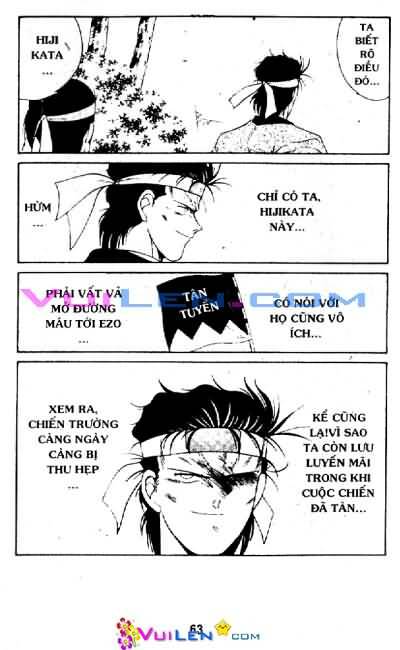 HIJI
KATA
...
TA
BIẾT
RÕ
ĐIỀU
ĐÓ...
HỪM
...
CHỈ CÓ TA,
HIJIKATA
NÀY...
PHẢI VẤT VẢ
MỞ ĐƯỜNG
MÁU TỚI EZO
...
TÂN
TUYỂN
CÓ NÓI VỚI
HỌ CŨNG VÔ
ÍCH...
VUILEN.COM
XEM RA,
CHIẾN TRƯỜNG
CÀNG NGÀY
CÀNG BỊ
THU HẸP
...
KỂ CŨNG
LẠ!VÌ SAO
TA CÒN LƯU
LUYẾN MÃI
TRONG KHI
CUỘC CHIẾN
ĐÃ TÀN...
63
VUILEN.COM